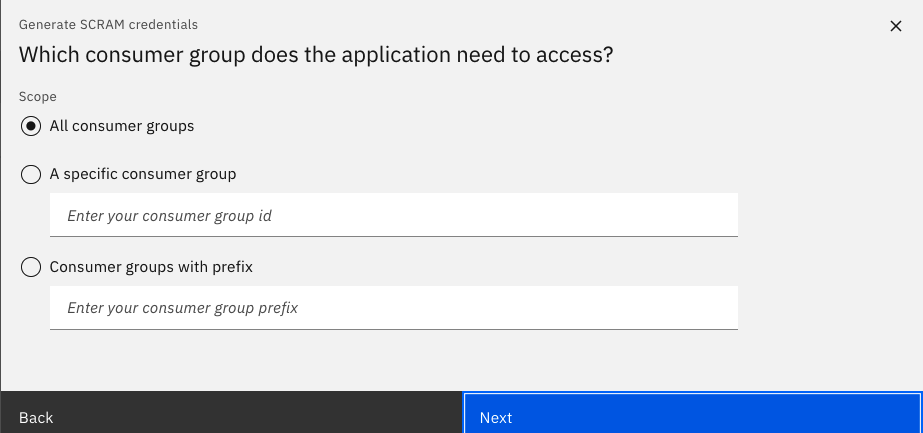 Generate SCRAM credentials
Which consumer group does the application need to access?
Scope
All consumer groups
A specific consumer group
Enter your consumer group id
Consumer groups with prefix
Enter your consumer group prefix
Back
Next